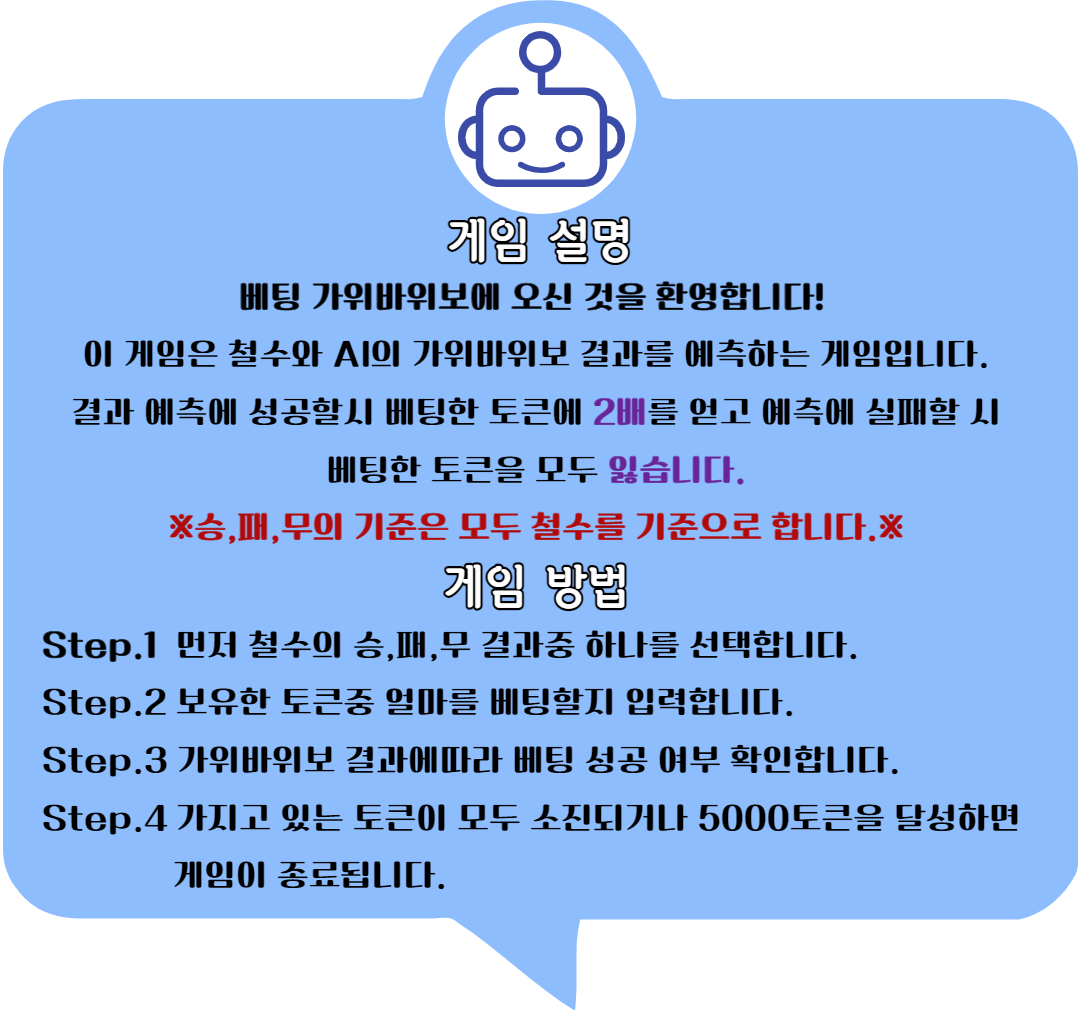 게임 설명
베팅 가위바위보에 오신 것을 환영합니다!
이 게임은 철수와 AI의 가위바위보 결과를 예측하는 게임입니다.
결과 예측에 성공할시 베팅한 토큰에 2배를 얻고 예측에 실패할 시
베팅한 토큰을 모두 잃습니다.
※승,패,무의 기준은 모두 철수를 기준으로 합니다.※
게임 방법
Step.1 먼저 철수의 승,패,무 결과중 하나를 선택합니다.
Step.2 보유한 토큰중 얼마를 베팅할지 입력합니다.
Step.3 가위바위보 결과에따라 베팅 성공 여부 확인합니다.
Step.4 가지고 있는 토큰이 모두 소진되거나 5000토큰을 달성하면
게임이 종료됩니다.